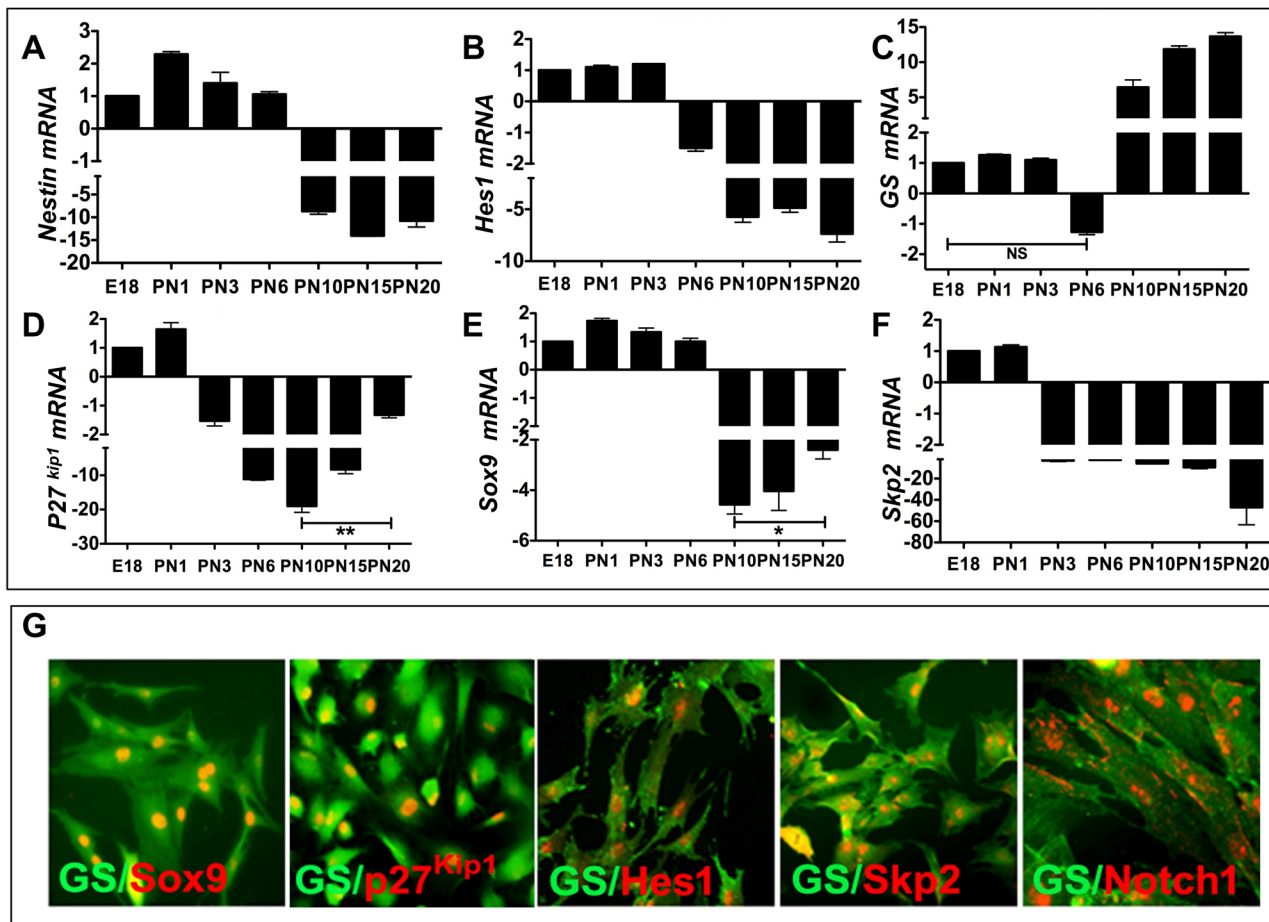 A
Nestin mRNA
2
1
0
1
-5
-10
-15
-20
E18 PN1 PN3 PN6 PN10 PN15 PN20
B
Hes1 mRNA
2
1
0
-1
-2
-5
-10
E18 PN1 PN3 PN6 PN10 PN15 PN20
C
GS mRNA
15
10
5
2
1
0
-1
-2
NS
E18 PN1 PN3 PN6 PN10 PN15 PN20
D
P27 kip1 mRNA
2
1
0
-1
-2
-10
-20
-30
**
E18 PN1 PN3 PN6 PN10 PN15 PN20
E
Sox9 mRNA
2
1
0
-1
2
-2
-4
-6
*
E18 PN1 PN3 PN6 PN10 PN15 PN20
F
Skp2 mRNA
2
1
0
-1
-2
-20
-40
-60
-80
E18 PN1 PN3 PN6 PN10 PN15 PN20
G
GS/Sox9
GS/p27Kip1
GS/Hes1
GS/Skp2
GS/Notch1